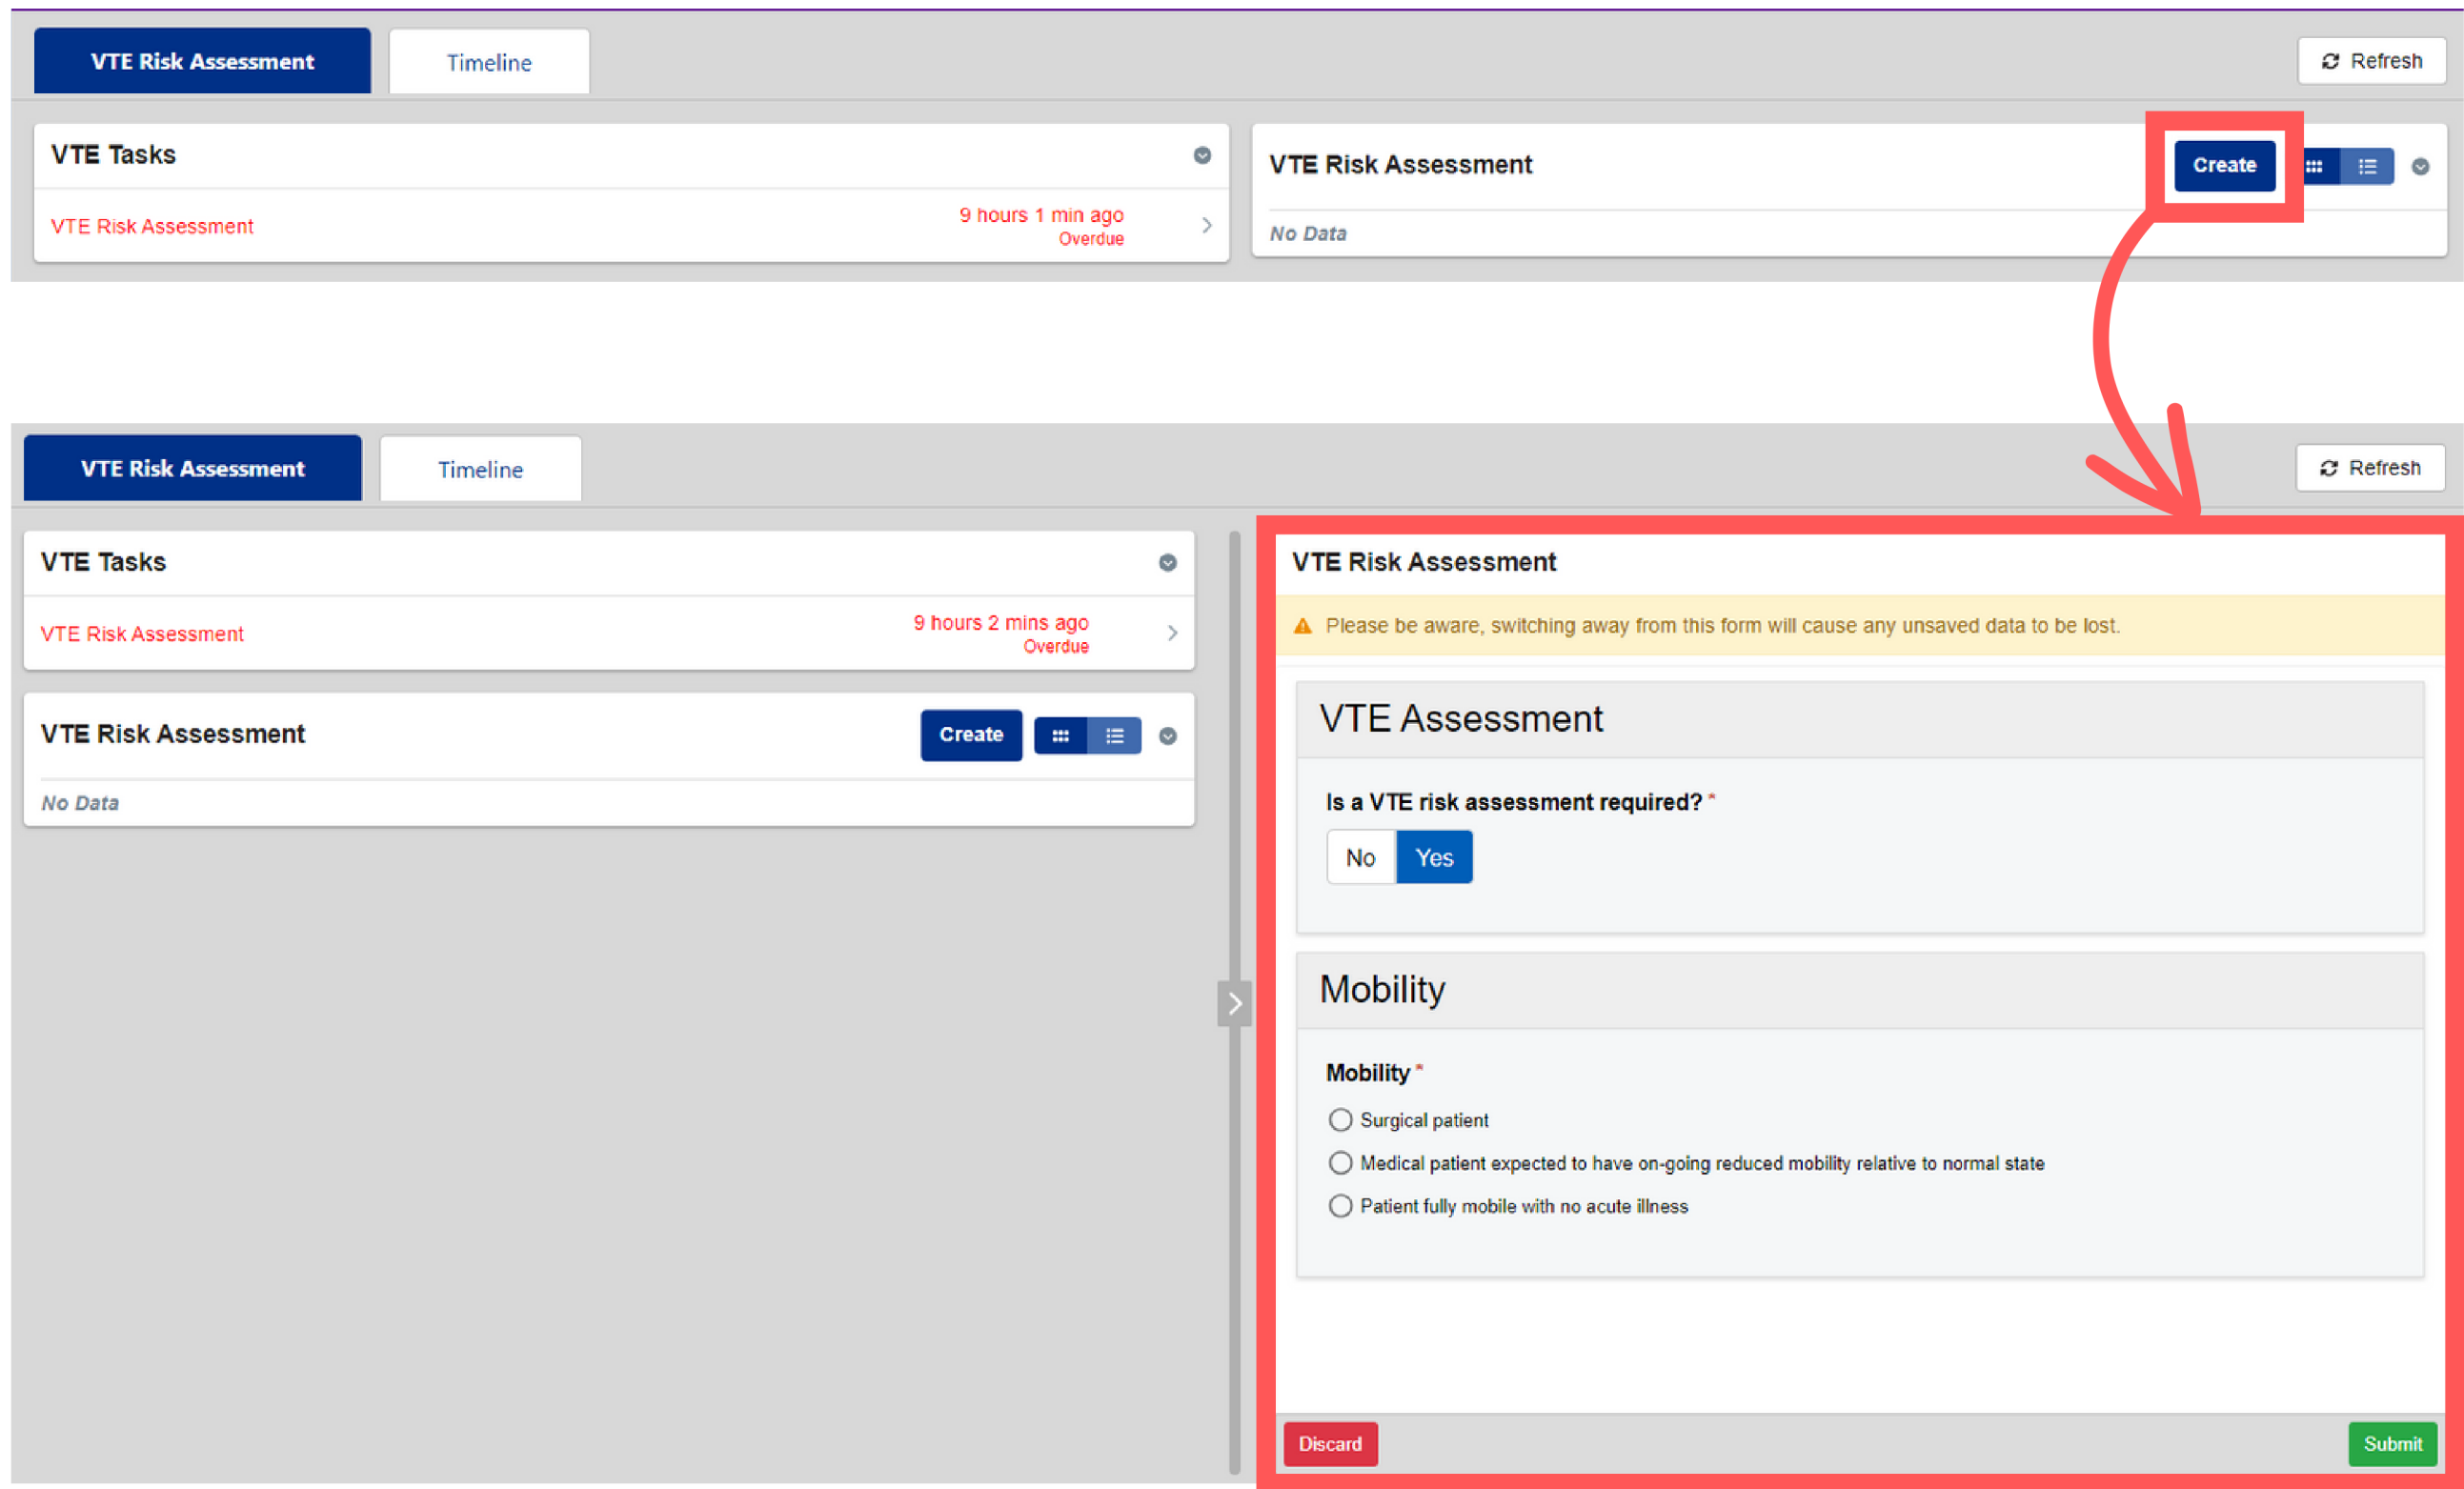 VTE Risk Assessment
Timeline
Refresh
VTE Tasks
VTE Risk Assessment
9 hours 1 min ago
Overdue
VTE Risk Assessment
Create
No Data
VTE Risk Assessment
Timeline
Refresh
VTE Tasks
VTE Risk Assessment
9 hours 2 mins ago
Overdue
VTE Risk Assessment
Create
No Data
VTE Risk Assessment
Please be aware, switching away from this form will cause any unsaved data to be lost.
VTE Assessment
Is a VTE risk assessment required? *
No
Yes
Mobility
Mobility *
Surgical patient
Medical patient expected to have on-going reduced mobility relative to normal state
Patient fully mobile with no acute illness
Discard
Submit